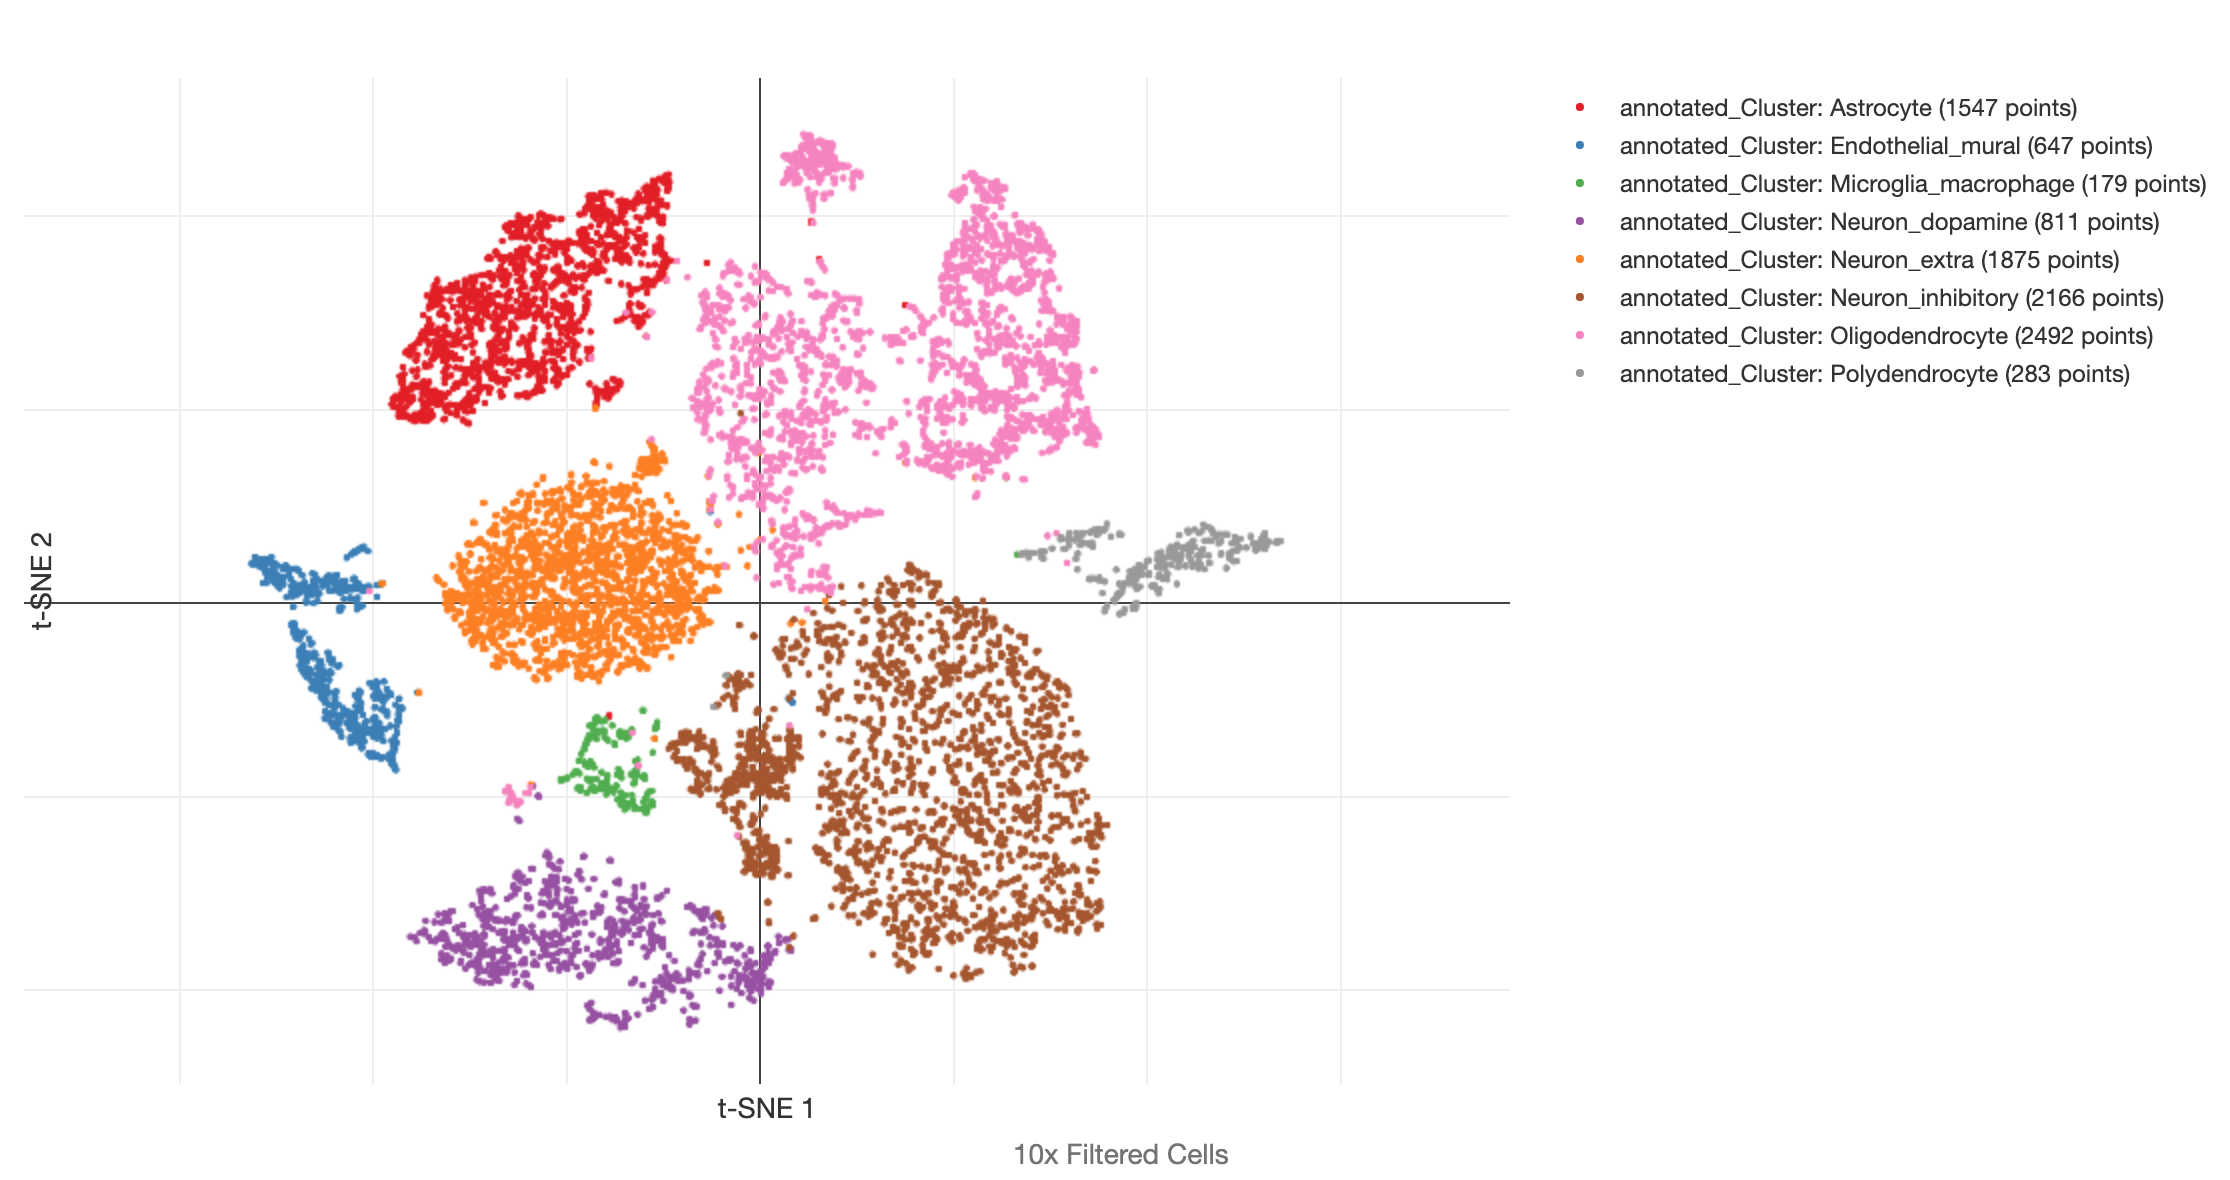 annotated_Cluster: Astrocyte (1547 points)
annotated_Cluster: Endothelial_mural (647 points)
annotated_Cluster: Microglia_macrophage (179 points)
annotated_Cluster: Neuron_dopamine (811 points)
annotated_Cluster: Neuron_extra (1875 points)
annotated_Cluster: Neuron_inhibitory (2166 points)
annotated_Cluster: Oligodendrocyte (2492 points)
annotated_Cluster: Polydendrocyte (283 points)
t-SNE 2
t-SNE 1
10x Filtered Cells